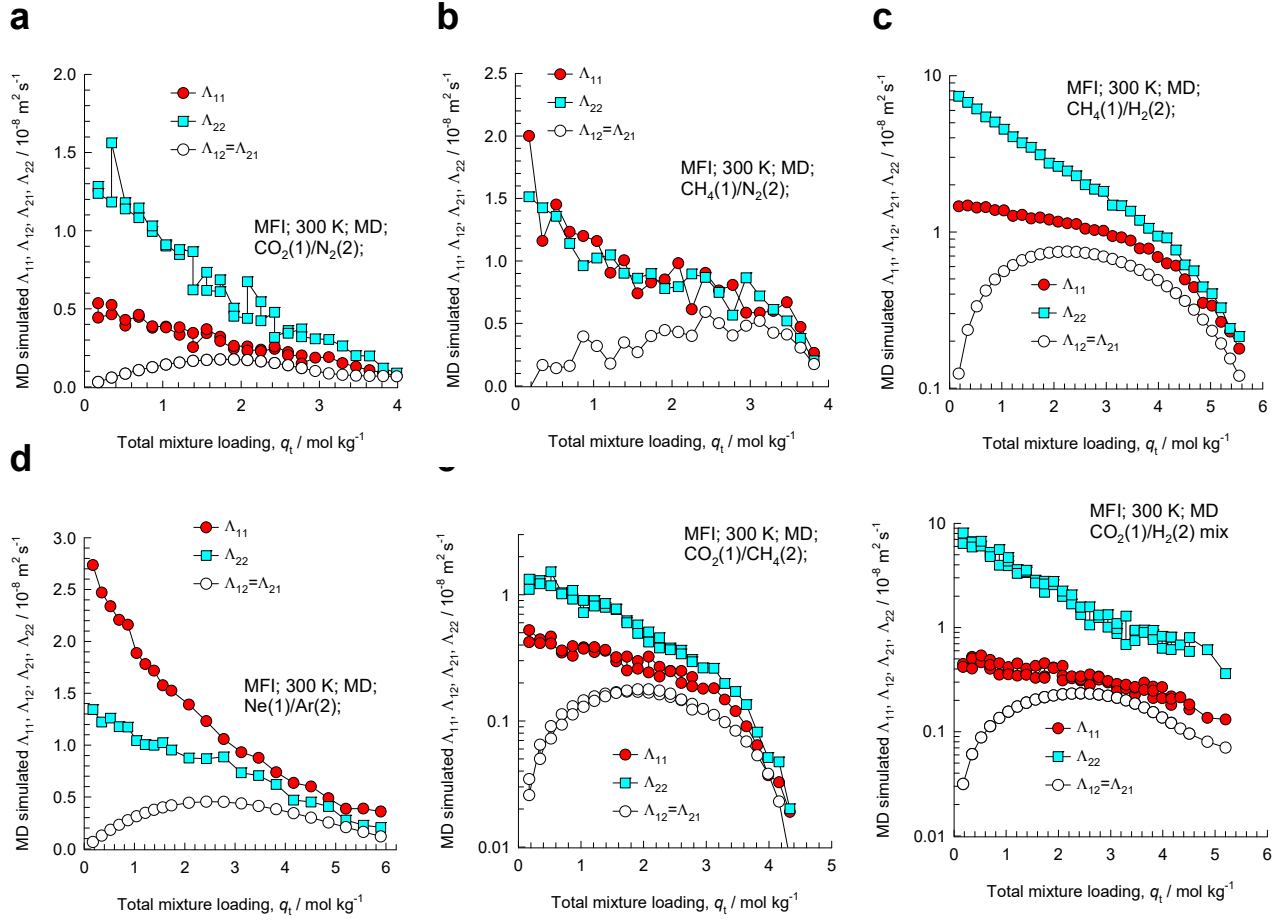 a
MD simulated Λ11, Λ12, Λ21, Λ22 / 10-8 m2 s-1
2.0
1.5
1.0
0.5
0.0
Λ11
Λ22
Λ12=Λ21
MFI; 300 K; MD;
CO2(1)/N2(2);
0 1 2 3 4
Total mixture loading, qt / mol kg-1
b
MD simulated Λ11, Λ12, Λ21, Λ22 / 10-8 m2 s-1
2.5
2.0
1.5
1.0
0.5
0.0
Λ11
Λ22
Λ12=Λ21
MFI; 300 K; MD;
CH4(1)/N2(2);
0 1 2 3 4
Total mixture loading, qt / mol kg-1
c
MD simulated Λ11, Λ12, Λ21, Λ22 / 10-8 m2 s-1
10
1
0.1
MFI; 300 K; MD;
CH4(1)/H2(2);
Λ11
Λ22
Λ12=Λ21
0 1 2 3 4 5 6
Total mixture loading, qt / mol kg-1
d
MD simulated Λ11, Λ12, Λ21, Λ22 / 10-8 m2 s-1
3.0
2.5
2.0
1.5
1.0
0.5
0.0
Λ11
Λ22
Λ12=Λ21
MFI; 300 K; MD;
Ne(1)/Ar(2);
0 1 2 3 4 5 6
Total mixture loading, qt / mol kg-1
MD simulated Λ11, Λ12, Λ21, Λ22 / 10-8 m2 s-1
1
0.1
0.01
MFI; 300 K; MD;
CO2(1)/CH4(2);
Λ11
Λ22
Λ12=Λ21
0 1 2 3 4 5
Total mixture loading, qt / mol kg-1
MD simulated Λ11, Λ12, Λ21, Λ22 / 10-8 m2 s-1
10
1
0.1
0.01
MFI; 300 K; MD
CO2(1)/H2(2) mix
Λ11
Λ22
Λ12=Λ21
0 1 2 3 4 5 6
Total mixture loading, qt / mol kg-1